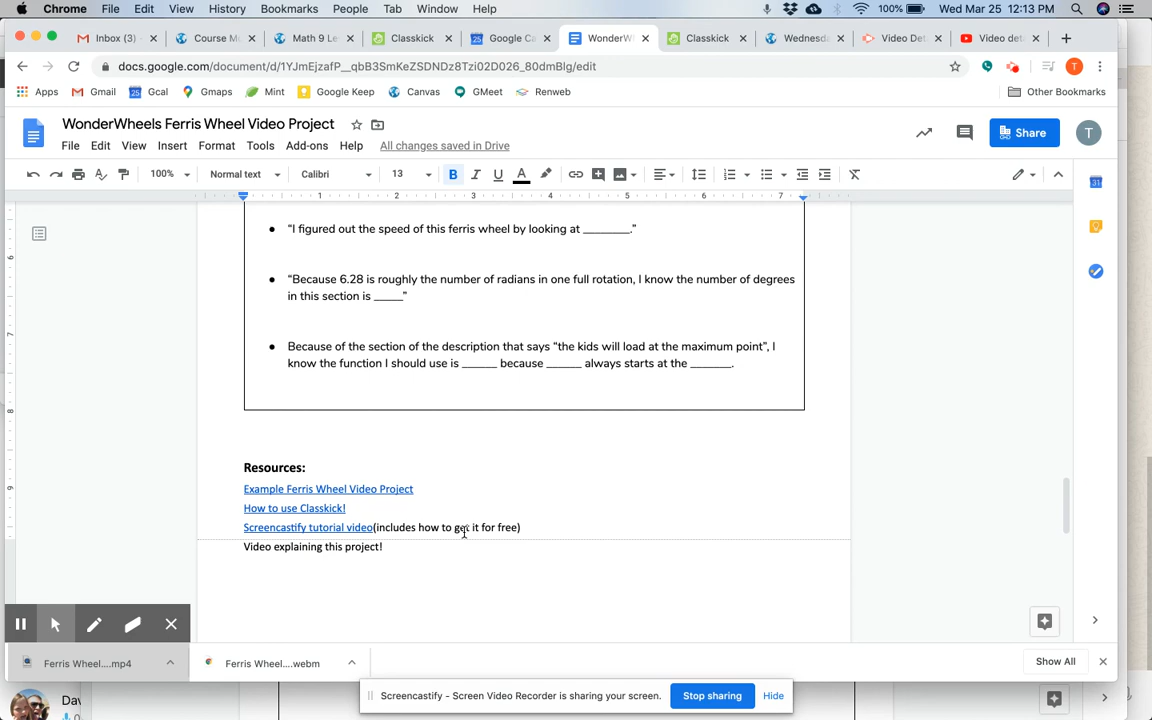 Chrome File Edit View History Bookmarks People Tab Window Help 100% Wed Mar 25 12:13 PM
Inbox (3) Course M Math 9 Le Classkick Google Ca WonderW Classkick Wednesda Video Det Video deta
docs.google.com/document/d/1YJmEjzafP__qbB3SmKeZSDNDz8Tzi02D026_80dmBlg/edit T
Apps Gmail Gcal Gmaps Mint Google Keep Canvas GMeet Renweb Other Bookmarks
WonderWheels Ferris Wheel Video Project
Share T
File Edit View Insert Format Tools Add-ons Help All changes saved in Drive
100% Normal text Calibri 13 B I U A
1 2 3 4 5 6 7
● “I figured out the speed of this ferris wheel by looking at ________.”
● “Because 6.28 is roughly the number of radians in one full rotation, I know the number of degrees
in this section is _____”
● Because of the section of the description that says “the kids will load at the maximum point”, I
know the function I should use is ______ because ______ always starts at the _______.
Resources:
Example Ferris Wheel Video Project
How to use Classkick!
Screencastify tutorial video(includes how to get it for free)
Video explaining this project!
Ferris Wheel....mp4 Ferris Wheel....webm Show All
Screencastify - Screen Video Recorder is sharing your screen. Stop sharing Hide